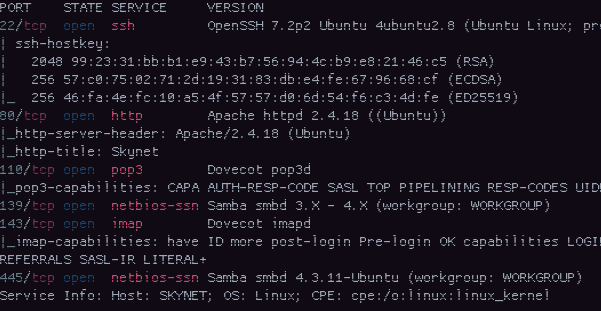 PORT STATE SERVICE VERSION
22/tcp open ssh OpenSSH 7.2p2 Ubuntu 4ubuntu2.8 (Ubuntu Linux; pr
| ssh-hostkey:
| 2048 99:23:31:bb:b1:e9:43:b7:56:94:4c:b9:e8:21:46:c5 (RSA)
| 256 57:c0:75:02:71:2d:19:31:83:db:e4:fe:67:96:68:cf (ECDSA)
|_ 256 46:fa:4e:fc:10:a5:4f:57:57:d0:6d:54:f6:c3:4d:fe (ED25519)
80/tcp open http Apache httpd 2.4.18 ((Ubuntu))
|_http-server-header: Apache/2.4.18 (Ubuntu)
|_http-title: Skynet
110/tcp open pop3 Dovecot pop3d
|_pop3-capabilities: CAPA AUTH-RESP-CODE SASL TOP PIPELINING RESP-CODES UID
139/tcp open netbios-ssn Samba smbd 3.X - 4.X (workgroup: WORKGROUP)
143/tcp open imap Dovecot imapd
|_imap-capabilities: have ID more post-login Pre-login OK capabilities LOGI
REFERRALS SASL-IR LITERAL+
445/tcp open netbios-ssn Samba smbd 4.3.11-Ubuntu (workgroup: WORKGROUP)
Service Info: Host: SKYNET; OS: Linux; CPE: cpe:/o:linux:linux_kernel